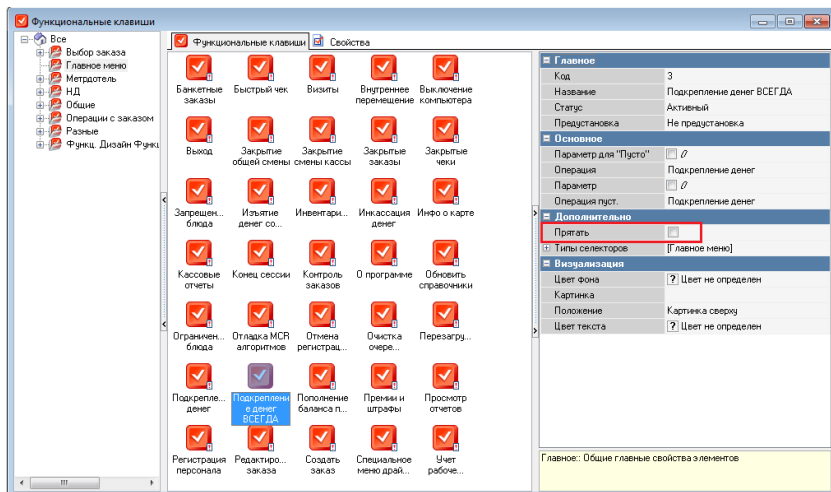 Функциональные клавиши
Все
Выбор заказа
Главное меню
Метрдотель
НД
Общие
Операции с заказом
Разные
Функц. Дизайн Функц
Функциональные клавиши Свойства
Банкетные заказы
Быстрый чек
Визиты
Внутреннее перемещение
Выключение компьютера
Выход
Закрытие общей смены
Закрытие смены кассы
Закрытые заказы
Закрытые чеки
Запрещен... блюда
Изъятие денег со...
Инвентари...
Инкассация денег
Инфо о карте
Кассовые отчеты
Конец сессии
Контроль заказов
О программе
Обновить справочники
Ограничен... блюда
Отладка MCR алгоритмов
Отмена регистрац...
Очистка очере...
Перезагру...
Подкрепле... денег
Подкреплени
е денег
ВСЕГДА
Пополнение баланса п...
Премии и штрафы
Просмотр отчетов
Регистрация персонала
Редактиро... заказа
Создать заказ
Специальное меню драй...
Учет рабоче...
Главное
Код 3
Название Подкрепление денег ВСЕГДА
Статус Активный
Предустановка Не предустановка
Основное
Параметр для "Пусто"
Операция Подкрепление денег
Параметр
Операция пуст. Подкрепление денег
Дополнительно
Прятать
Типы селекторов [Главное меню]
Визуализация
Цвет фона ? Цвет не определен
Картинка
Положение Картинка сверху
Цвет текста ? Цвет не определен
Главное:: Общие главные свойства элементов